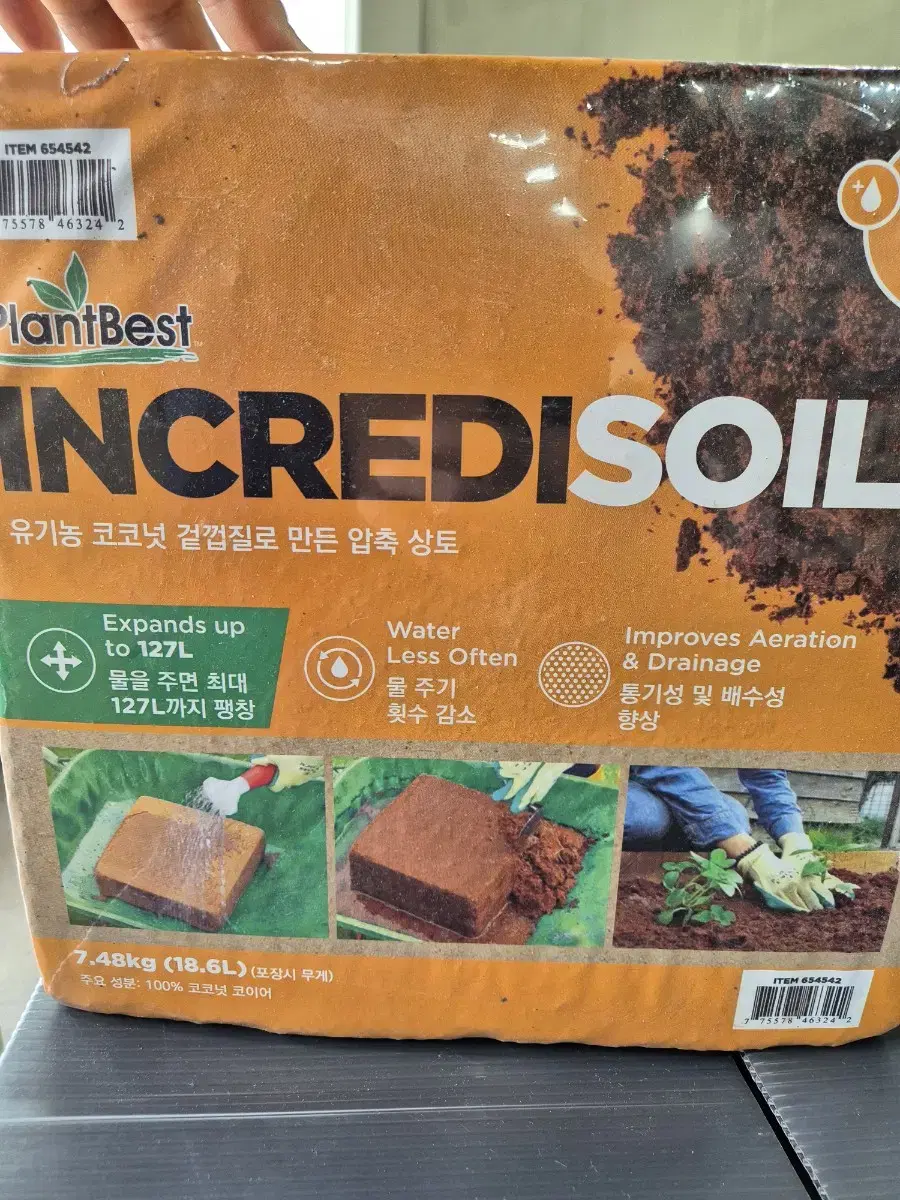 ITEM 654542
75578 46324 2
PlantBest
INCREDISOIL
유기농 코코넛 겉껍질로 만든 압축 상토
Expands up
to 127L
물을 주면 최대
127L까지 팽창
Water
Less Often
물 주기
횟수 감소
Improves Aeration
& Drainage
통기성 및 배수성
향상
7.48kg (18.6L) (포장시 무게)
주요 성분: 100% 코코넛 코이어
ITEM 654542
7 75578 46324 2